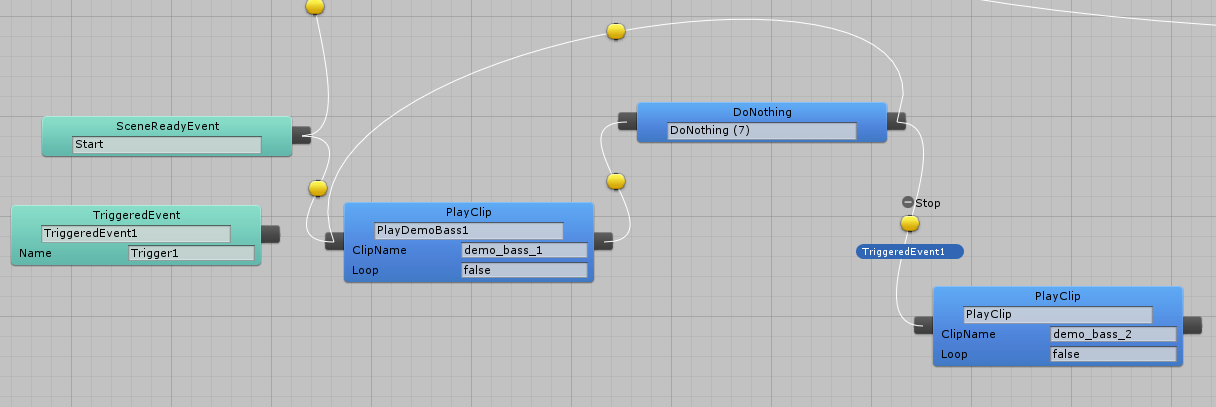 SceneReadyEvent
Start
TriggeredEvent
TriggeredEvent1
Name Trigger1
PlayClip
PlayDemoBass1
ClipName demo_bass_1
Loop false
DoNothing
DoNothing (7)
Stop
TriggeredEvent1
PlayClip
PlayClip
ClipName demo_bass_2
Loop false